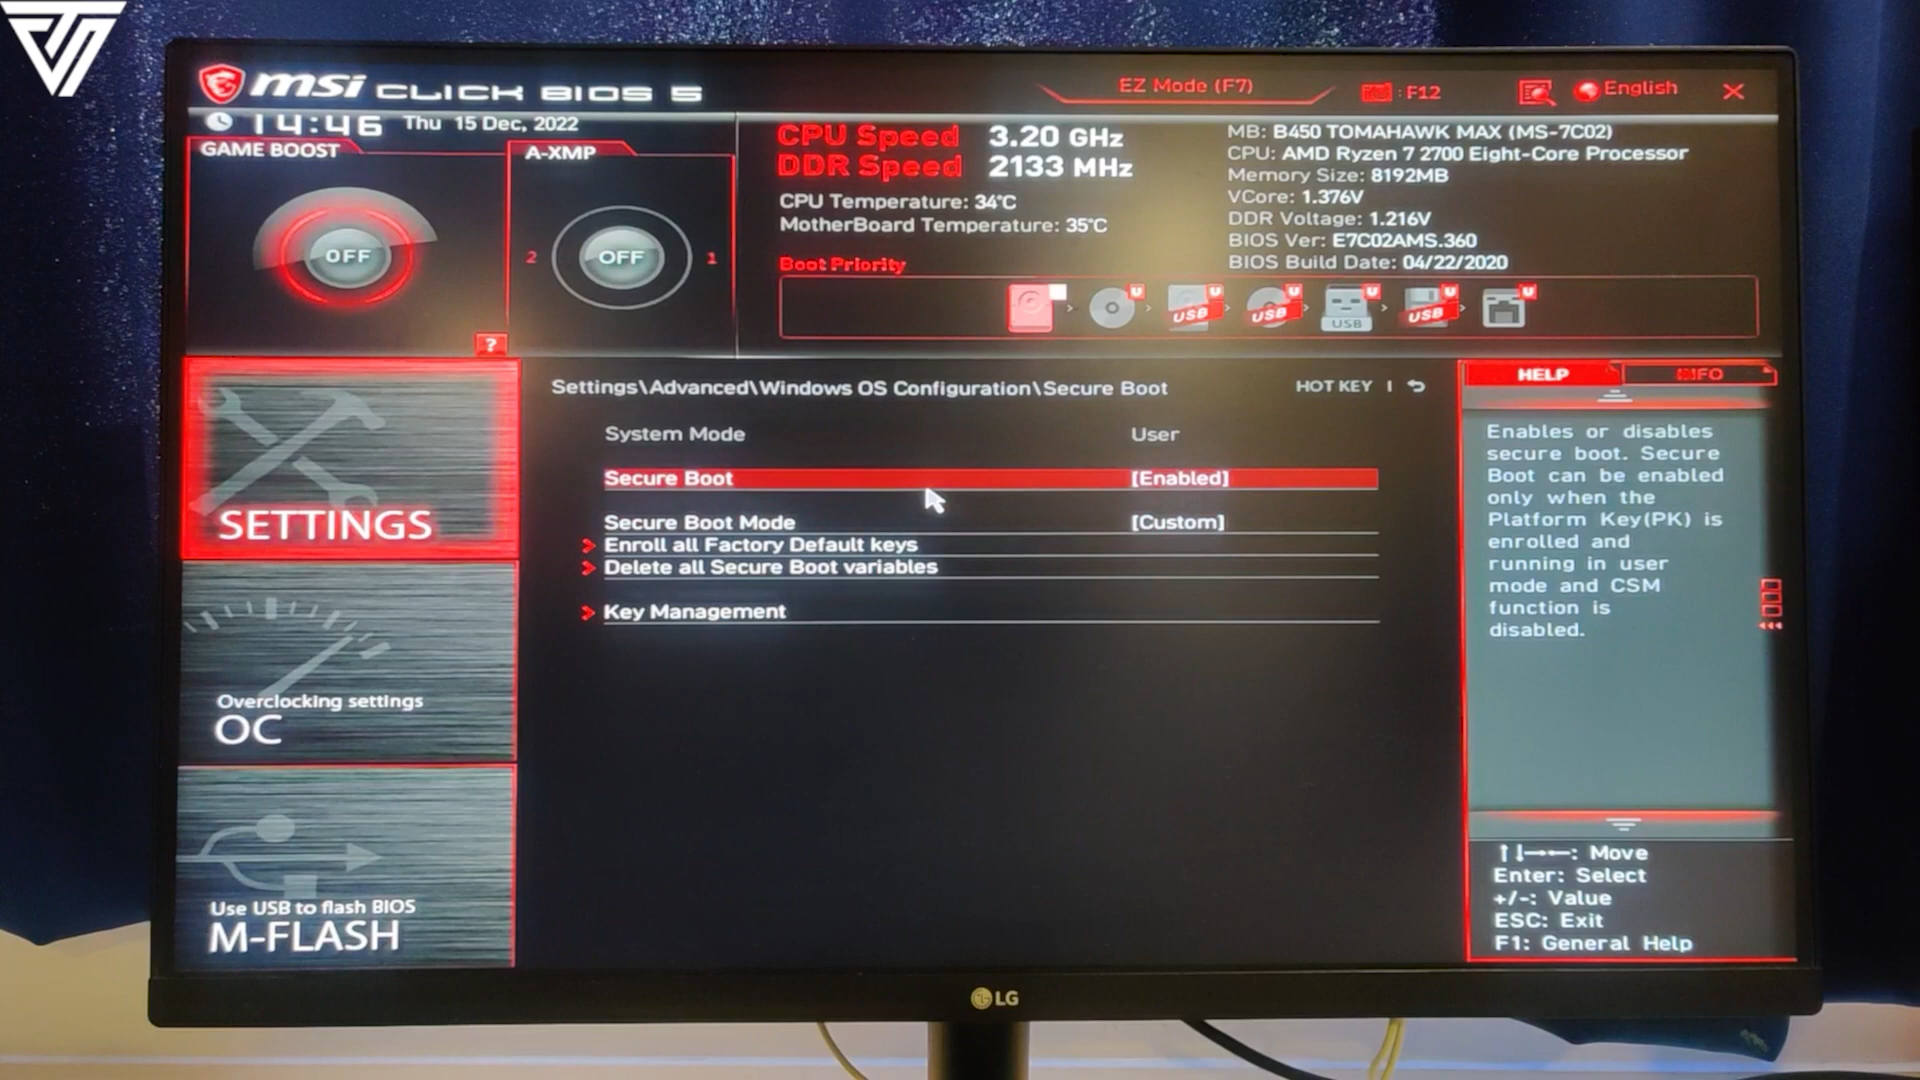 msi CLICK BIOS 5
EZ Mode (F7)
: F12
English
14:46 Thu 15 Dec, 2022
GAME BOOST
OFF
A-XMP
2 OFF 1
?
CPU Speed 3.20 GHz
DDR Speed 2133 MHz
CPU Temperature: 34°C
MotherBoard Temperature: 35°C
MB: B450 TOMAHAWK MAX (MS-7C02)
CPU: AMD Ryzen 7 2700 Eight-Core Processor
Memory Size: 8192MB
VCore: 1.376V
DDR Voltage: 1.216V
BIOS Ver: E7C02AMS.360
BIOS Build Date: 04/22/2020
Boot Priority
U U U U U U
USB USB USB USB
SETTINGS
Overclocking settings
OC
Use USB to flash BIOS
M-FLASH
Settings\Advanced\Windows OS Configuration\Secure Boot
HOT KEY |
System Mode User
Secure Boot [Enabled]
Secure Boot Mode [Custom]
> Enroll all Factory Default keys
> Delete all Secure Boot variables
> Key Management
HELP
INFO
Enables or disables
secure boot. Secure
Boot can be enabled
only when the
Platform Key(PK) is
enrolled and
running in user
mode and CSM
function is
disabled.
↑↓→←: Move
Enter: Select
+/-: Value
ESC: Exit
F1: General Help
LG